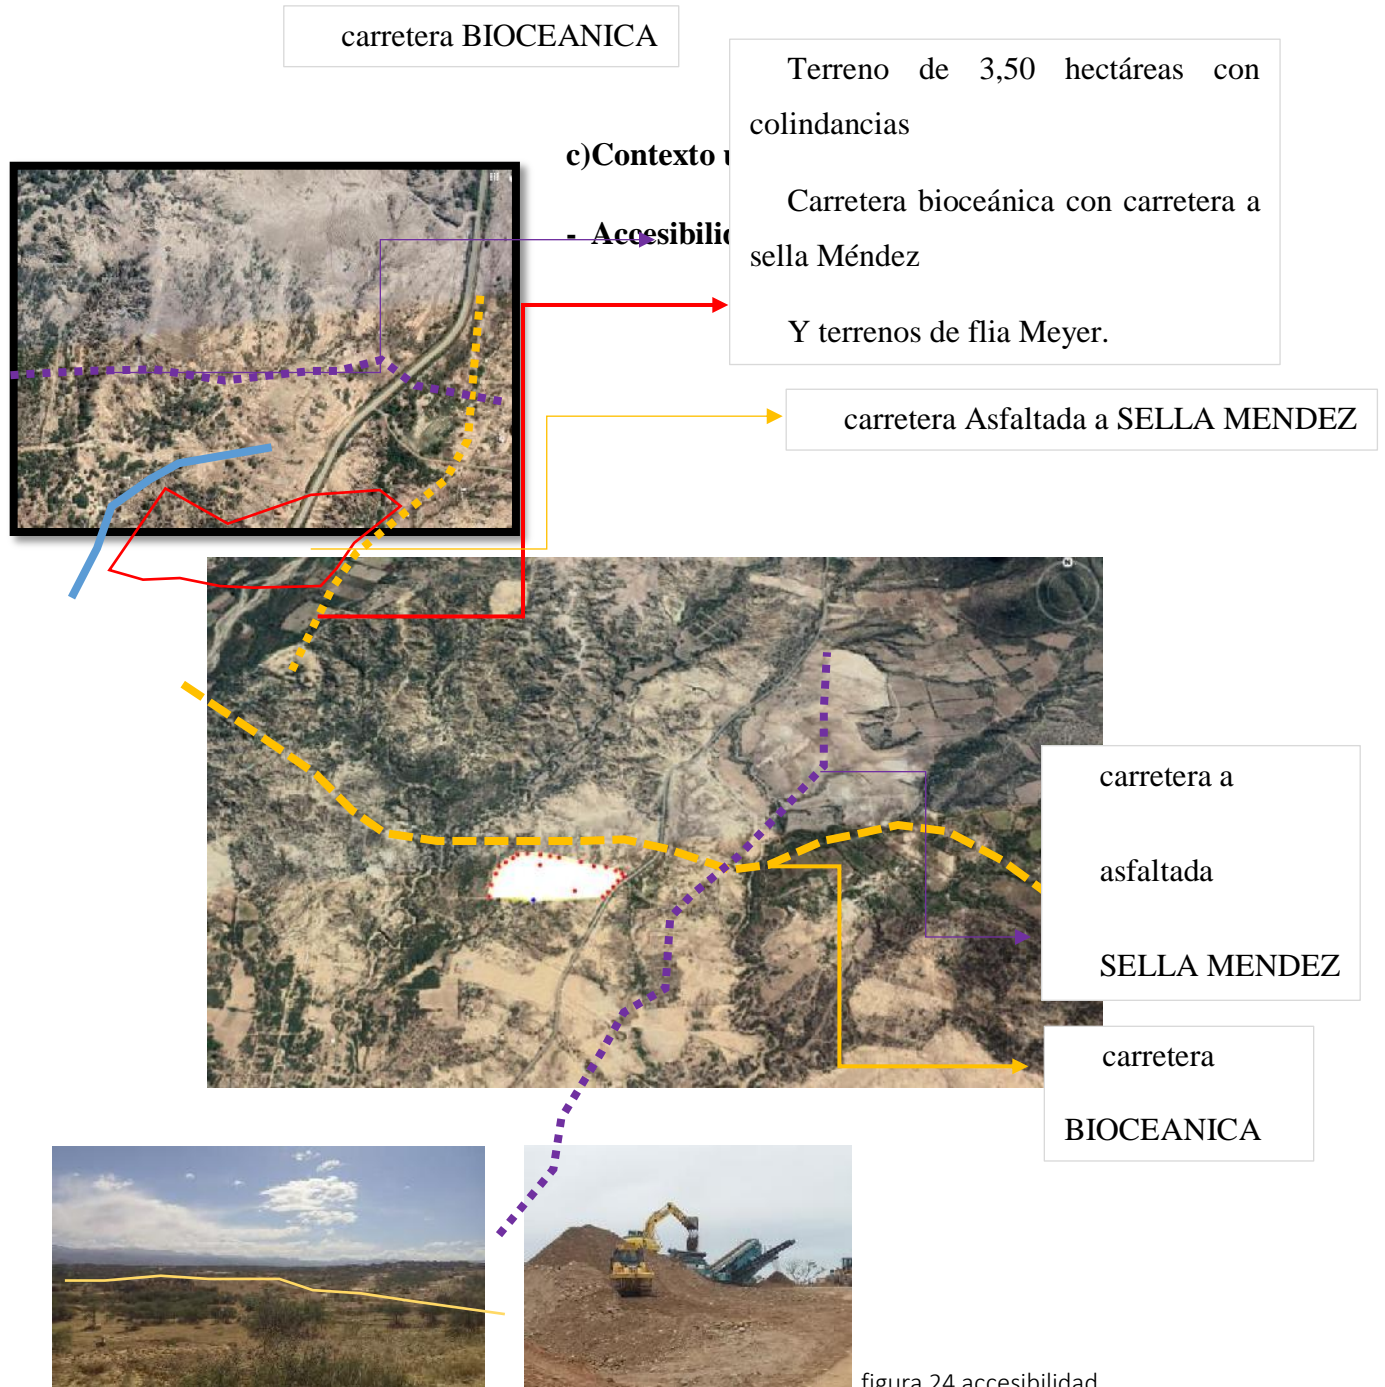 carretera BIOCEANICA
Terreno de 3,50 hectáreas con
colindancias
c)Contexto
Carretera bioceánica con carretera a
- Accesibilid
sella Méndez
Y terrenos de flia Meyer.
carretera Asfaltada a SELLA MENDEZ
carretera a
asfaltada
SELLA MENDEZ
carretera
BIOCEANICA
figura 24 accesibilidad